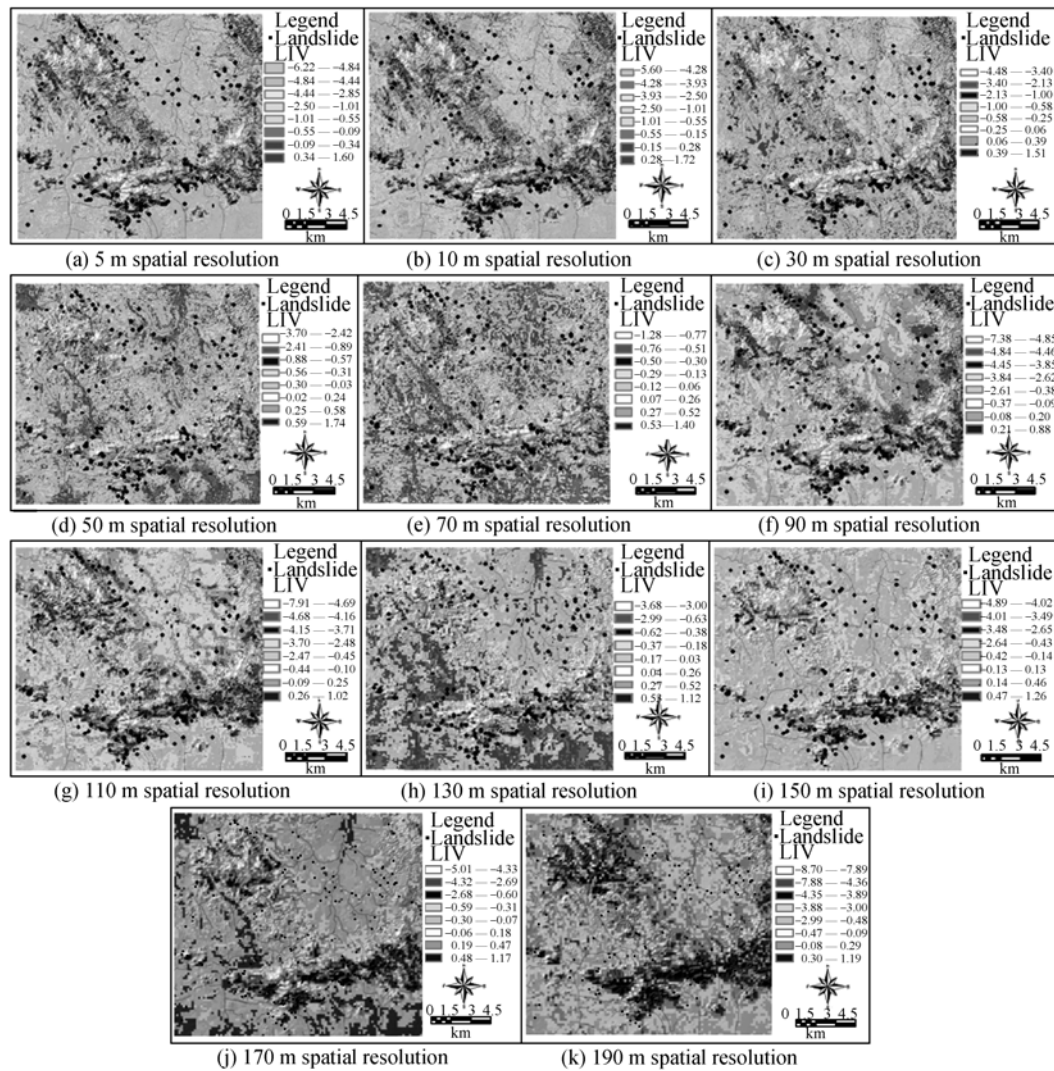 Legend
Landslide
LIV
−6.22 — −4.84
−4.84 — −4.44
−4.44 — −2.85
−2.50 — −1.01
−1.01 — −0.55
−0.55 — −0.09
−0.09 — −0.34
0.34 — 1.60
0 1.5 3 4.5
km
(a) 5 m spatial resolution
Legend
Landslide
LIV
−5.60 — −4.28
−4.28 — −3.93
−3.93 — −2.50
2.50 — −1.01
1.01 — −0.55
−0.55 — −0.15
−0.15 — 0.28
0.28 — 1.72
0 1.5 3 4.5
km
(b) 10 m spatial resolution
Legend
Landslide
LIV
−4.48 — −3.40
−3.40 — −2.13
−2.13 — −1.00
−1.00 — −0.58
−0.58 — −0.25
−0.25 — 0.06
0.06 — 0.39
0.39 — 1.51
0 1.5 3 4.5
km
(c) 30 m spatial resolution
Legend
Landslide
LIV
−3.70 — −2.42
2.41 — −0.89
−0.88 — −0.57
−0.56 — −0.31
−0.30 — −0.03
−0.02 — 0.24
0.25 — 0.58
0.59 — 1.74
0 1.5 3 4.5
km
(d) 50 m spatial resolution
Legend
Landslide
LIV
−1.28 — −0.77
−0.76 — −0.51
−0.50 — −0.30
−0.29 — −0.13
−0.12 — 0.06
0.07 — 0.26
0.27 — 0.52
0.53 — 1.40
0 1.5 3 4.5
km
(e) 70 m spatial resolution
Legend
Landslide
LIV
−7.38 — −4.85
−4.84 — −4.46
−4.45 — −3.85
−3.84 — −2.62
−2.61 — −0.38
−0.37 — −0.09
−0.08 — 0.20
0.21 — 0.88
0 1.5 3 4.5
km
(f) 90 m spatial resolution
Legend
Landslide
LIV
−7.91 — −4.69
−4.68 — −4.16
−4.15 — −3.71
−3.70 — −2.48
−2.47 — −0.45
−0.44 — −0.10
−0.09 — 0.25
0.26 — 1.02
0 1.5 3 4.5
km
(g) 110 m spatial resolution
Legend
Landslide
LIV
−3.68 — −3.00
−2.99 — −0.63
−0.62 — −0.38
−0.37 — −0.18
−0.17 — 0.03
0.04 — 0.26
0.27 — 0.52
0.53 — 1.12
0 1.5 3 4.5
km
(h) 130 m spatial resolution
Legend
Landslide
LIV
−4.89 — −4.02
−4.01 — −3.49
−3.48 — −2.65
−2.64 — −0.43
−0.42 — −0.14
−0.13 — 0.13
0.14 — 0.46
0.47 — 1.26
0 1.5 3 4.5
km
(i) 150 m spatial resolution
Legend
Landslide
LIV
−5.01 — −4.33
−4.32 — −2.69
−2.68 — −0.60
−0.59 — −0.31
−0.30 — −0.07
−0.06 — 0.18
0.19 — 0.47
0.48 — 1.17
0 1.5 3 4.5
km
(j) 170 m spatial resolution
Legend
Landslide
LIV
−8.70 — −7.89
−7.88 — −4.36
−4.35 — −3.89
−3.88 — −3.00
−2.99 — −0.48
−0.47 — −0.09
−0.08 — 0.29
0.30 — 1.19
0 1.5 3 4.5
km
(k) 190 m spatial resolution